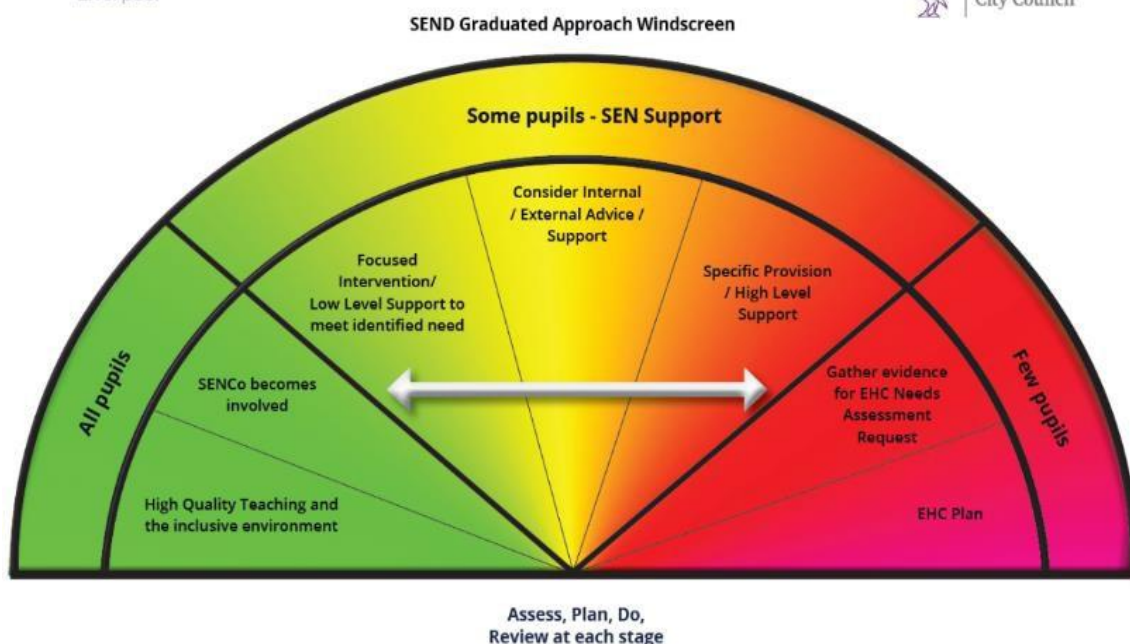 City Council
SEND Graduated Approach Windscreen
Some pupils - SEN Support
Consider Internal
/ External Advice /
Support
Focused
Intervention/
Low Level Support to
meet identified need
Specific Provision
/ High Level
Support
All pupils
SENCo becomes
involved
Gather evidence
for EHC Needs
Assessment
Request
Few pupils
High Quality Teaching and
the inclusive environment
EHC Plan
Assess, Plan, Do,
Review at each stage